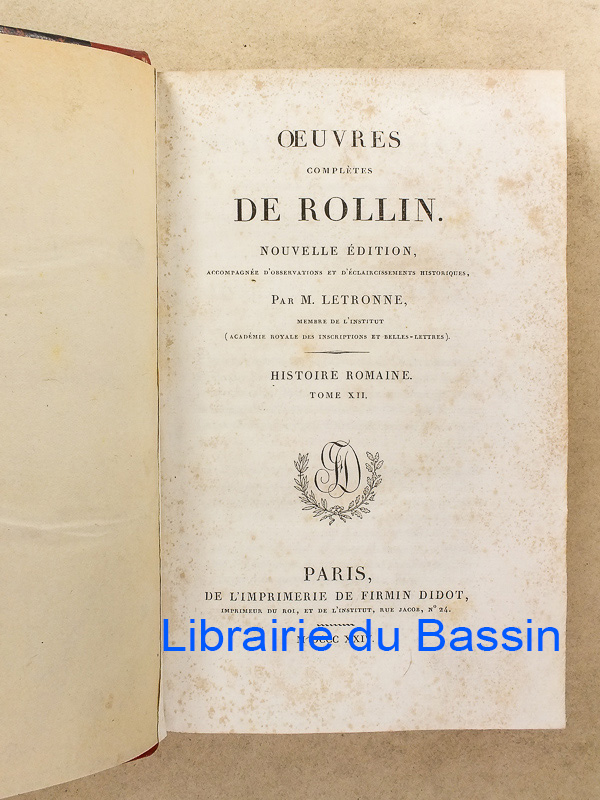 OEUVRES
COMPLÈTES
DE ROLLIN.
NOUVELLE ÉDITION,
ACCOMPAGNÉE D'OBSERVATIONS ET D'ÉCLAIRCISSEMENTS HISTORIQUES,
PAR M. LETRONNE,
MEMBRE DE L'INSTITUT
(ACADÉMIE ROYALE DES INSCRIPTIONS ET BELLES-LETTRES).
HISTOIRE ROMAINE.
TOME XII.
FD
PARIS,
DE L'IMPRIMERIE DE FIRMIN DIDOT,
IMPRIMEUR DU ROI, ET DE L'INSTITUT, RUE JACOB, N° 24.
Librairie du Bassin